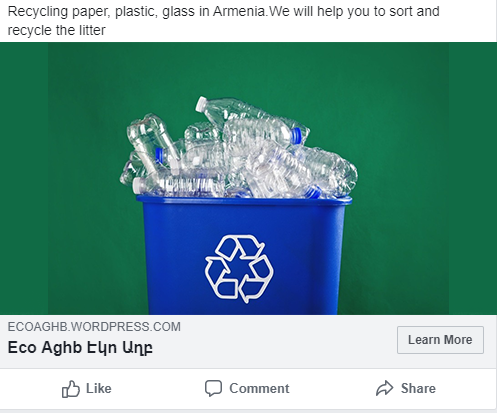 Recycling paper, plastic, glass in Armenia.We will help you to sort and
recycle the litter
ECOAGHB.WORDPRESS.COM
Eco Aghb Էկո Աղբ
Learn More
Like
Comment
Share